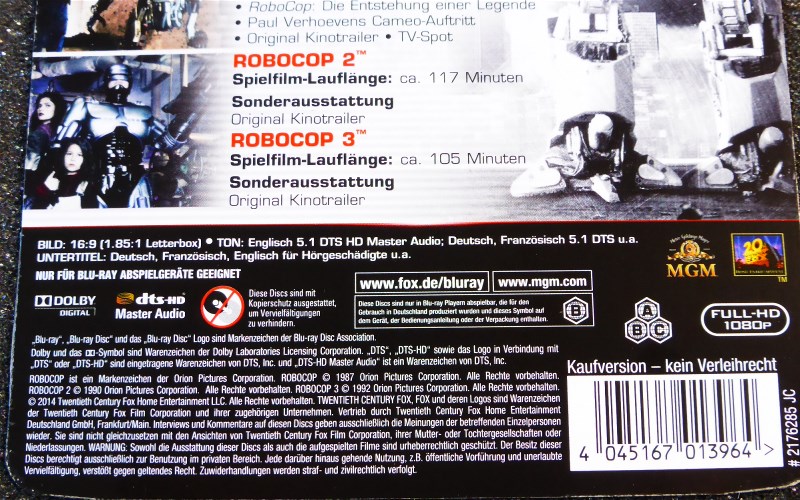 • RoboCop: Die Entstehung einer Legende
• Paul Verhoevens Cameo-Auftritt
• Original Kinotrailer • TV-Spot
ROBOCOP 2™
Spielfilm-Lauflänge: ca. 117 Minuten
Sonderausstattung
Original Kinotrailer
ROBOCOP 3™
Spielfilm-Lauflänge: ca. 105 Minuten
Sonderausstattung
Original Kinotrailer
BILD: 16:9 (1.85:1 Letterbox) • TON: Englisch 5.1 DTS HD Master Audio; Deutsch, Französisch 5.1 DTS u.a.
UNTERTITEL: Deutsch, Französisch, Englisch für Hörgeschädigte u.a.
NUR FÜR BLU-RAY ABSPIELGERÄTE GEEIGNET
DOLBY
DIGITAL
dts-HD
Master Audio
Diese Discs sind mit
Kopierschutz ausgestattet,
um Vervielfältigungen
zu verhindern.
www.fox.de/bluray
www.mgm.com
Diese Discs sind nur in Blu-ray Playern abspielbar, die für den
Gebrauch in Deutschland produziert wurden und dieses Symbol auf
dem Gerät, der Bedienungsanleitung oder der Verpackung enthalten.
B
A
B C
MGM
20
FOX
TM
FULL-HD
1080P
„Blu-ray“, „Blu-ray Disc“ und das „Blu-ray Disc“ Logo sind Markenzeichen der Blu-ray Disc Association.
Dolby und das DD-Symbol sind Warenzeichen der Dolby Laboratories Licensing Corporation. „DTS“, „DTS-HD“ sowie das Logo in Verbindung mit
„DTS“ oder „DTS-HD“ sind eingetragene Warenzeichen von DTS, Inc. und „DTS-HD Master Audio“ ist ein Warenzeichen von DTS, Inc.
ROBOCOP ist ein Markenzeichen der Orion Pictures Corporation. ROBOCOP © 1987 Orion Pictures Corporation. Alle Rechte vorbehalten.
ROBOCOP 2 © 1990 Orion Pictures Corporation. Alle Rechte vorbehalten. ROBOCOP 3 © 1992 Orion Pictures Corporation. Alle Rechte vorbehalten.
© 2014 Twentieth Century Fox Home Entertainment LLC. Alle Rechte vorbehalten. TWENTIETH CENTURY FOX, FOX und deren Logos sind Warenzeichen
der Twentieth Century Fox Film Corporation und ihrer zugehörigen Unternehmen. Vertrieb durch Twentieth Century Fox Home Entertainment
Deutschland GmbH, Frankfurt/Main. Interviews und Kommentare auf diesen Discs geben ausschließlich die Meinungen der betreffenden Einzelpersonen
wieder. Sie sind nicht gleichzusetzen mit den Ansichten von Twentieth Century Fox Film Corporation, ihrer Mutter- oder Tochtergesellschaften oder
Niederlassungen. WARNUNG: Sowohl die Ausstattung dieser Discs als auch die aufgespielten Filme sind urheberrechtlich geschützt. Der Besitz dieser
Discs berechtigt ausschließlich zur Benutzung im privaten Bereich. Jede darüber hinaus gehende Nutzung, z.B. öffentliche Vorführung und unerlaubte
Vervielfältigung, verstößt gegen geltendes Recht. Zuwiderhandlungen werden straf- und zivilrechtlich verfolgt.
Kaufversion – kein Verleihrecht
4 045167 013964 >
# 2176285 JC